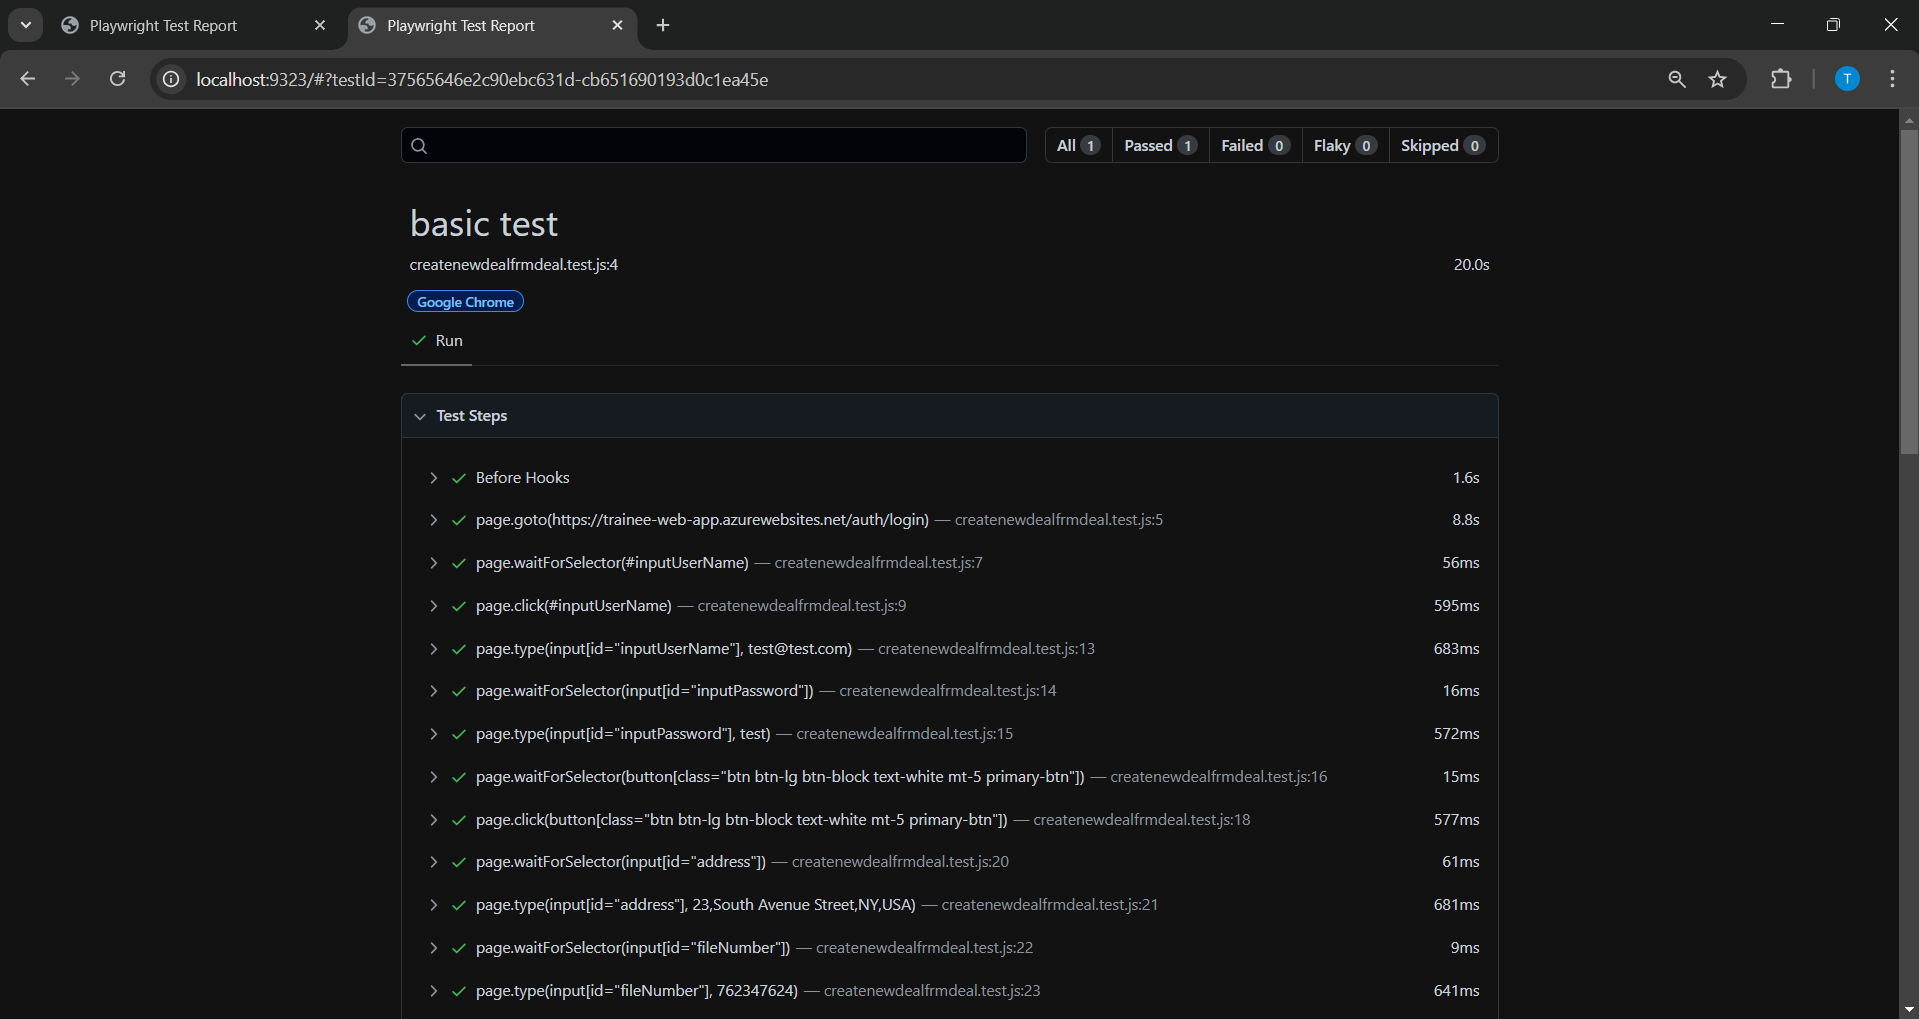 Playwright Test Report
Playwright Test Report
localhost:9323/#?testId=37565646e2c90ebc631d-cb651690193d0c1ea45e
T
All 1 Passed 1 Failed 0 Flaky 0 Skipped 0
basic test
createnewdealfrmdeal.test.js:4 20.0s
Google Chrome
Run
Test Steps
Before Hooks 1.6s
page.goto(https://trainee-web-app.azurewebsites.net/auth/login) — createnewdealfrmdeal.test.js:5 8.8s
page.waitForSelector(#inputUserName) — createnewdealfrmdeal.test.js:7 56ms
page.click(#inputUserName) — createnewdealfrmdeal.test.js:9 595ms
page.type(input[id="inputUserName"], test@test.com) — createnewdealfrmdeal.test.js:13 683ms
page.waitForSelector(input[id="inputPassword"]) — createnewdealfrmdeal.test.js:14 16ms
page.type(input[id="inputPassword"], test) — createnewdealfrmdeal.test.js:15 572ms
page.waitForSelector(button[class="btn btn-lg btn-block text-white mt-5 primary-btn"]) — createnewdealfrmdeal.test.js:16 15ms
page.click(button[class="btn btn-lg btn-block text-white mt-5 primary-btn"]) — createnewdealfrmdeal.test.js:18 577ms
page.waitForSelector(input[id="address"]) — createnewdealfrmdeal.test.js:20 61ms
page.type(input[id="address"], 23,South Avenue Street,NY,USA) — createnewdealfrmdeal.test.js:21 681ms
page.waitForSelector(input[id="fileNumber"]) — createnewdealfrmdeal.test.js:22 9ms
page.type(input[id="fileNumber"], 762347624) — createnewdealfrmdeal.test.js:23 641ms